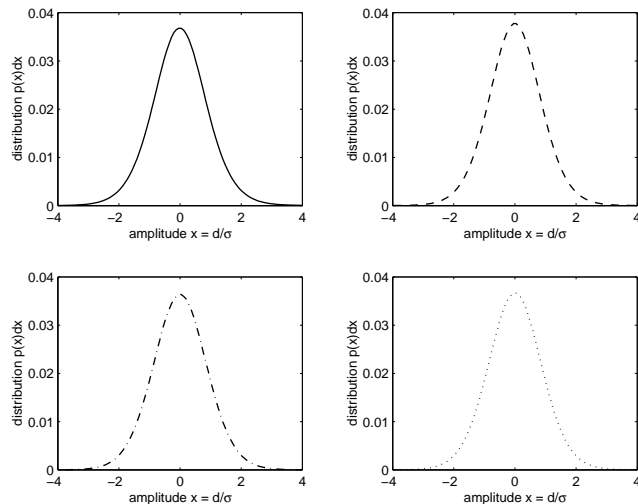 0.04
0.03
0.02
0.01
0
distribution p(x)dx
−4 −2 0 2 4
amplitude x = d/σ
0.04
0.03
0.02
0.01
0
distribution p(x)dx
−4 −2 0 2 4
amplitude x = d/σ
0.04
0.03
0.02
0.01
0
distribution p(x)dx
−4 −2 0 2 4
amplitude x = d/σ
0.04
0.03
0.02
0.01
0
distribution p(x)dx
−4 −2 0 2 4
amplitude x = d/σ